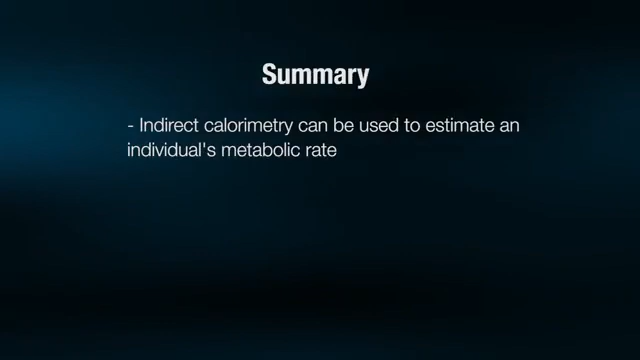 Summary
- Indirect calorimetry can be used to estimate an
individual's metabolic rate